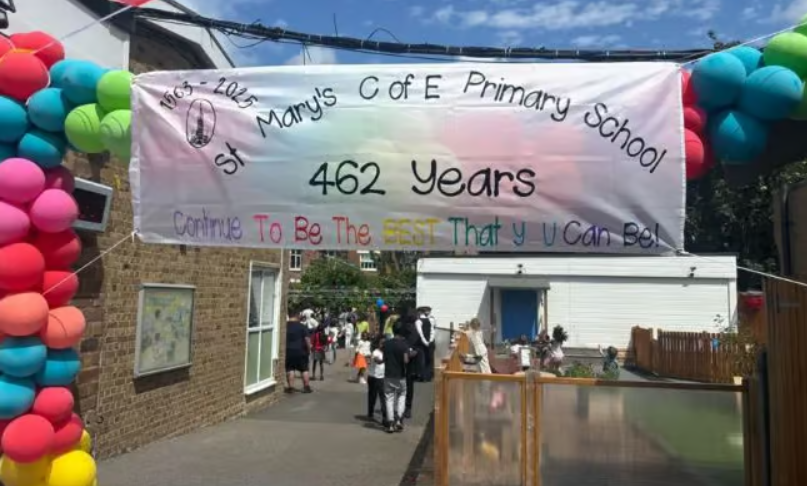 1563 - 2025
St Mary's C of E Primary School
462 Years
Continue To Be The BEST That Y U Can Be!